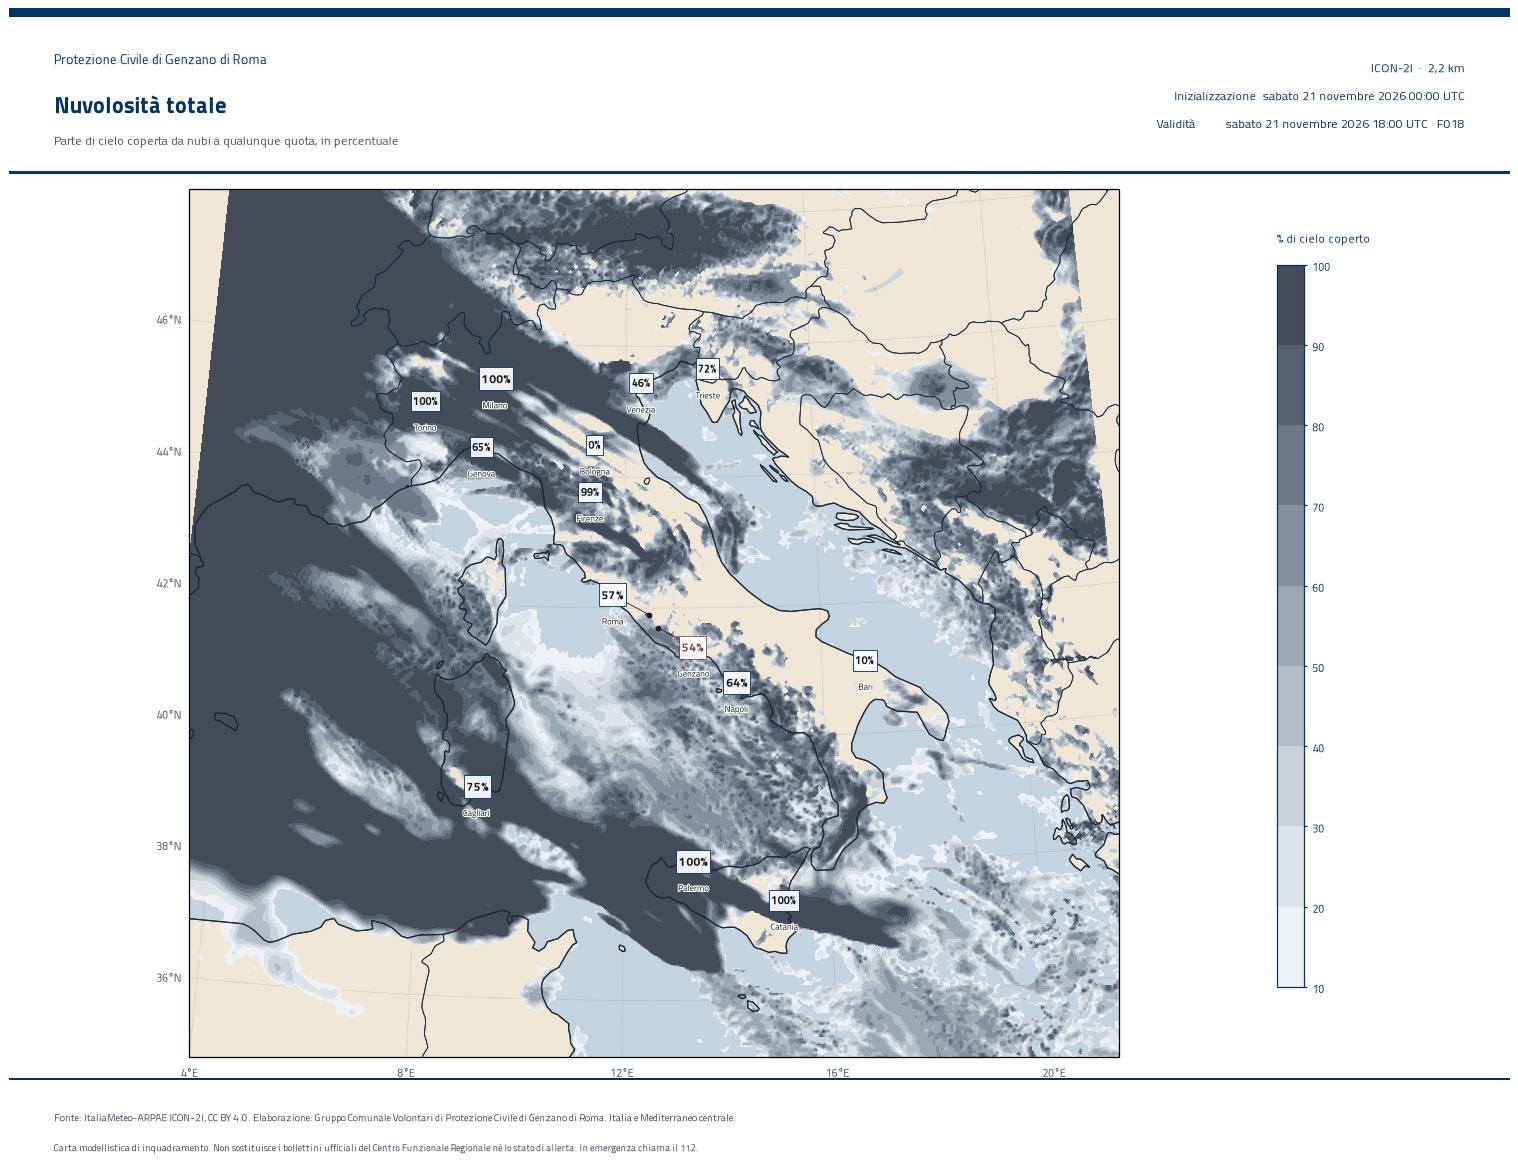 Protezione Civile di Genzano di Roma
Nuvolosità totale
Parte di cielo coperta da nubi a qualunque quota, in percentuale
ICON-2I · 2,2 km
Inizializzazione sabato 21 novembre 2026 00:00 UTC
Validità sabato 21 novembre 2026 18:00 UTC F018
% di cielo coperto
100
90
80
70
60
50
40
30
20
10
46°N
44°N
42°N
40°N
38°N
36°N
4°E
8°E
12°E
16°E
20°E
100%
Milano
100%
Torino
65%
Genova
46%
Venezia
72%
Trieste
0%
Bologna
99%
Firenze
57%
Roma
54%
Genzano
64%
Napoli
10%
Bari
75%
Cagliari
100%
Palermo
100%
Catania
Fonte: ItaliaMeteo-ARPAE ICON-2I, CC BY 4.0. Elaborazione: Gruppo Comunale Volontari di Protezione Civile di Genzano di Roma. Italia e Mediterraneo centrale.
Carta modellistica di inquadramento. Non sostituisce i bollettini ufficiali del Centro Funzionale Regionale né lo stato di allerta. In emergenza chiama il 112.